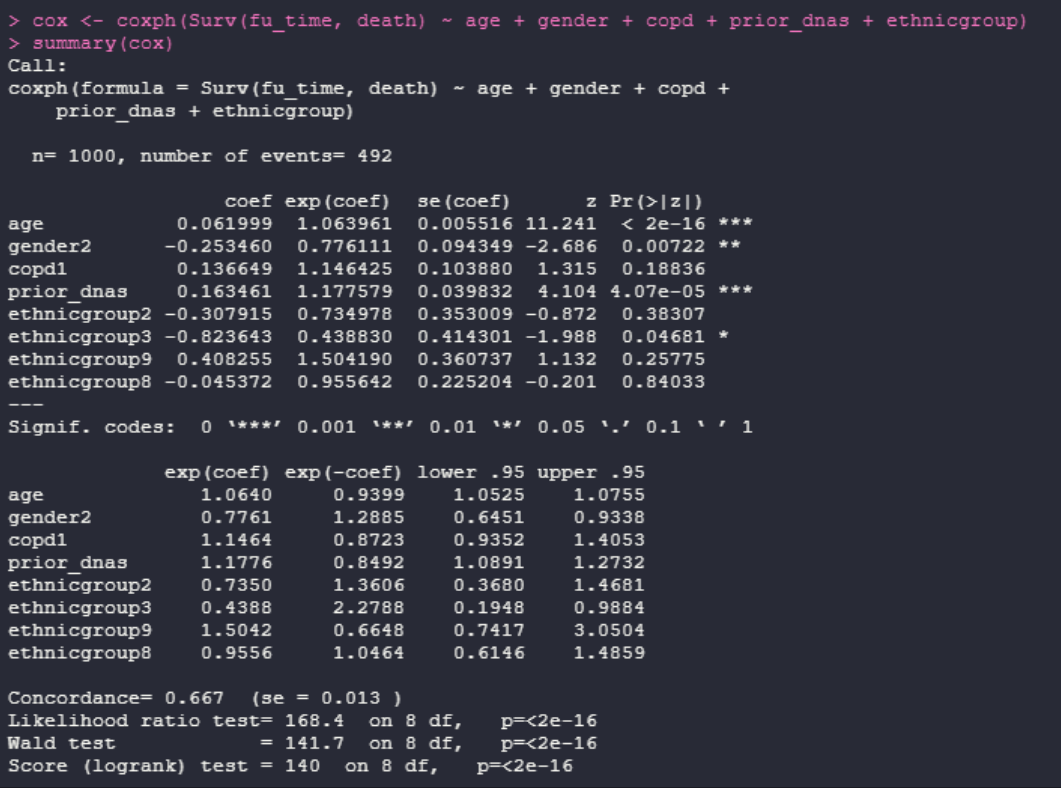 > cox <- coxph(Surv(fu_time, death) ~ age + gender + copd + prior_dnas + ethnicgroup)
> summary(cox)
Call:
coxph(formula = Surv(fu_time, death) ~ age + gender + copd +
    prior_dnas + ethnicgroup)

  n= 1000, number of events= 492

                  coef exp(coef)  se(coef)      z Pr(>|z|)
age           0.061999  1.063961  0.005516 11.241  < 2e-16 ***
gender2      -0.253460  0.776111  0.094349 -2.686  0.00722 **
copd1         0.136649  1.146425  0.103880  1.315  0.18836
prior_dnas    0.163461  1.177579  0.039832  4.104 4.07e-05 ***
ethnicgroup2 -0.307915  0.734978  0.353009 -0.872  0.38307
ethnicgroup3 -0.823643  0.438830  0.414301 -1.988  0.04681 *
ethnicgroup9  0.408255  1.504190  0.360737  1.132  0.25775
ethnicgroup8 -0.045372  0.955642  0.225204 -0.201  0.84033
---
Signif. codes:  0 ‘***’ 0.001 ‘**’ 0.01 ‘*’ 0.05 ‘.’ 0.1 ‘ ’ 1

             exp(coef) exp(-coef) lower .95 upper .95
age             1.0640     0.9399    1.0525    1.0755
gender2         0.7761     1.2885    0.6451    0.9338
copd1           1.1464     0.8723    0.9352    1.4053
prior_dnas      1.1776     0.8492    1.0891    1.2732
ethnicgroup2    0.7350     1.3606    0.3680    1.4681
ethnicgroup3    0.4388     2.2788    0.1948    0.9884
ethnicgroup9    1.5042     0.6648    0.7417    3.0504
ethnicgroup8    0.9556     1.0464    0.6146    1.4859

Concordance= 0.667  (se = 0.013 )
Likelihood ratio test= 168.4  on 8 df,   p=<2e-16
Wald test            = 141.7  on 8 df,   p=<2e-16
Score (logrank) test = 140  on 8 df,   p=<2e-16